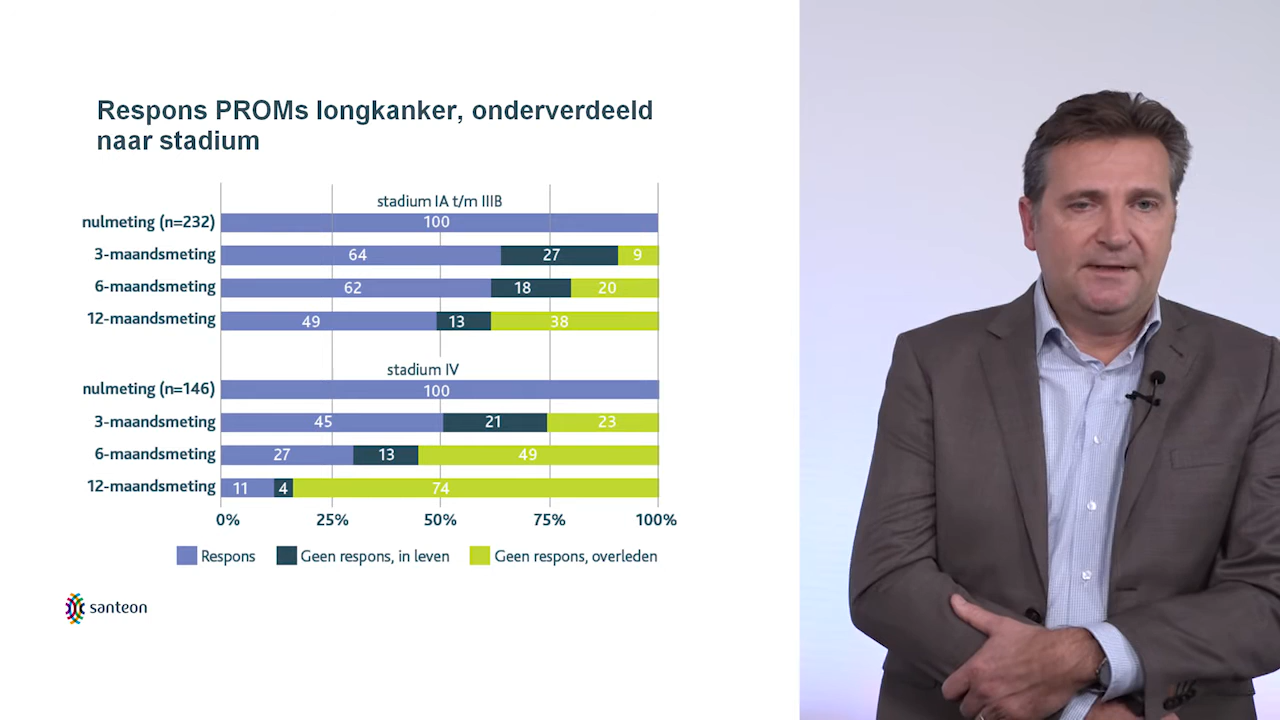 Respons PROMs longkanker, onderverdeeld
naar stadium
stadium IA t/m IIIB
nulmeting (n=232) 100
3-maandsmeting 64 27 9
6-maandsmeting 62 18 20
12-maandsmeting 49 13 38
stadium IV
nulmeting (n=146) 100
3-maandsmeting 45 21 23
6-maandsmeting 27 13 49
12-maandsmeting 11 4 74
0% 25% 50% 75% 100%
Respons Geen respons, in leven Geen respons, overleden
santeon